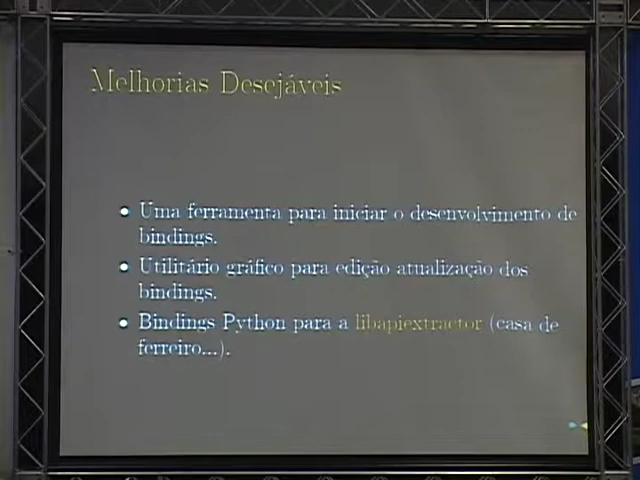 Melhorias Desejáveis
• Uma ferramenta para iniciar o desenvolvimento de
bindings.
• Utilitário gráfico para edição atualização dos
bindings.
• Bindings Python para a libapiextractor (casa de
ferreiro...).